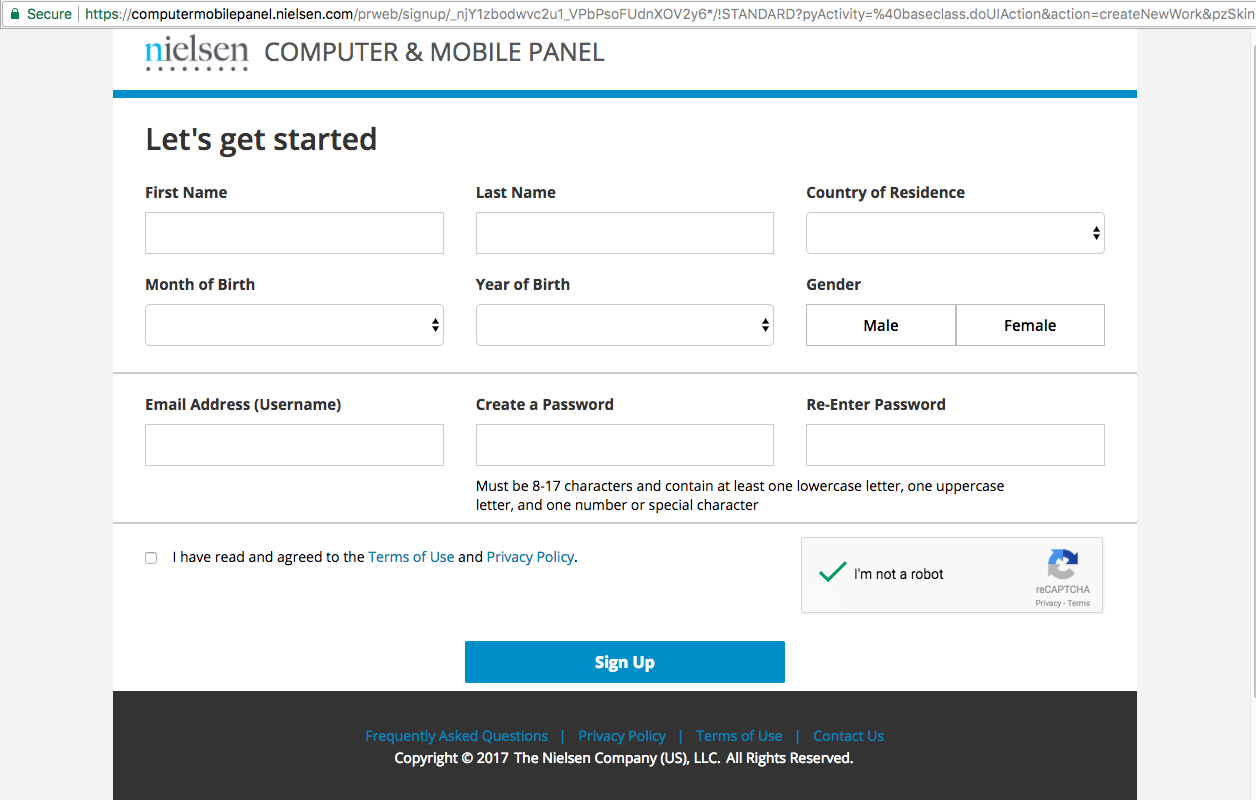 Secure https://computermobilepanel.nielsen.com/prweb/signup/_njY1zbodwvc2u1_VPbPsoFUdnXOV2y6*/!STANDARD?pyActivity=%40baseclass.doUIAction&action=createNewWork&pzSkin
nielsen COMPUTER & MOBILE PANEL
Let's get started
First Name Last Name Country of Residence
Month of Birth Year of Birth Gender
Male Female
Email Address (Username) Create a Password Re-Enter Password
Must be 8-17 characters and contain at least one lowercase letter, one uppercase
letter, and one number or special character
I have read and agreed to the Terms of Use and Privacy Policy.
I'm not a robot
reCAPTCHA
Privacy - Terms
Sign Up
Frequently Asked Questions | Privacy Policy | Terms of Use | Contact Us
Copyright © 2017 The Nielsen Company (US), LLC. All Rights Reserved.